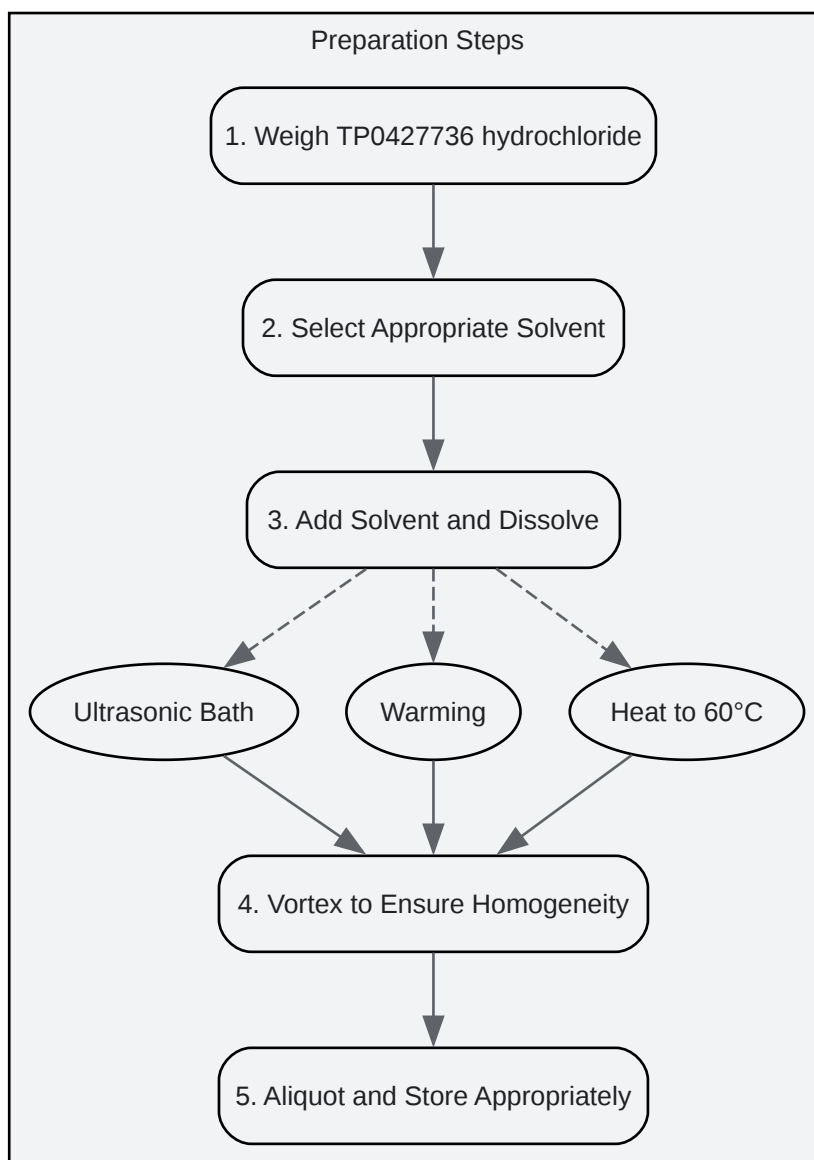 Preparation Steps
1. Weigh TP0427736 hydrochloride
2. Select Appropriate Solvent
3. Add Solvent and Dissolve
Ultrasonic Bath
Warming
Heat to 60°C
4. Vortex to Ensure Homogeneity
5. Aliquot and Store Appropriately